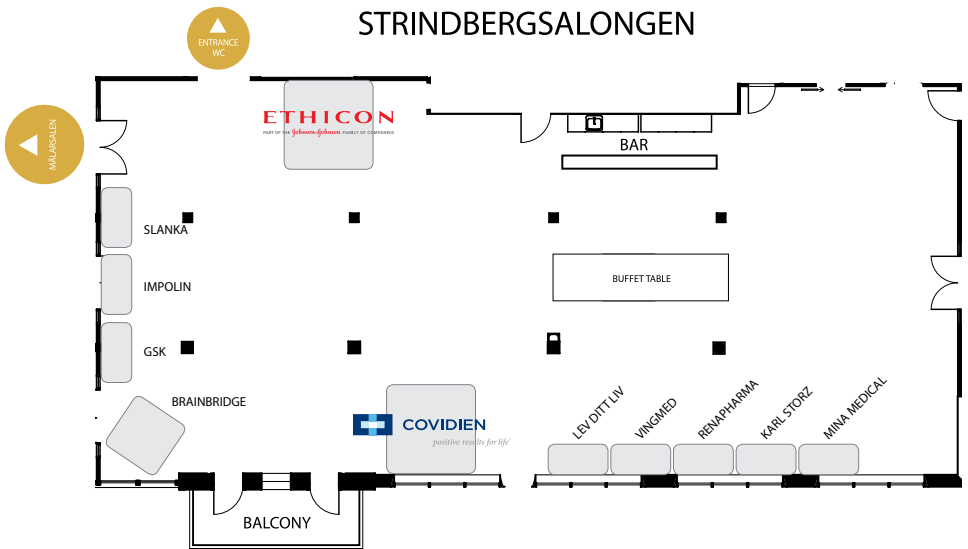 STRINDBERGSALONGEN
ENTRANCE
WC
MÄLARSALEN
ETHICON
PART OF THE Johnson & Johnson FAMILY OF COMPANIES
BAR
SLANKA
IMPOLIN
BUFFET TABLE
GSK
BRAINBRIDGE
COVIDIEN
positive results for life
LEV DITT LIV
VINGMED
RENAPHARMA
KARL STORZ
MINA MEDICAL
BALCONY